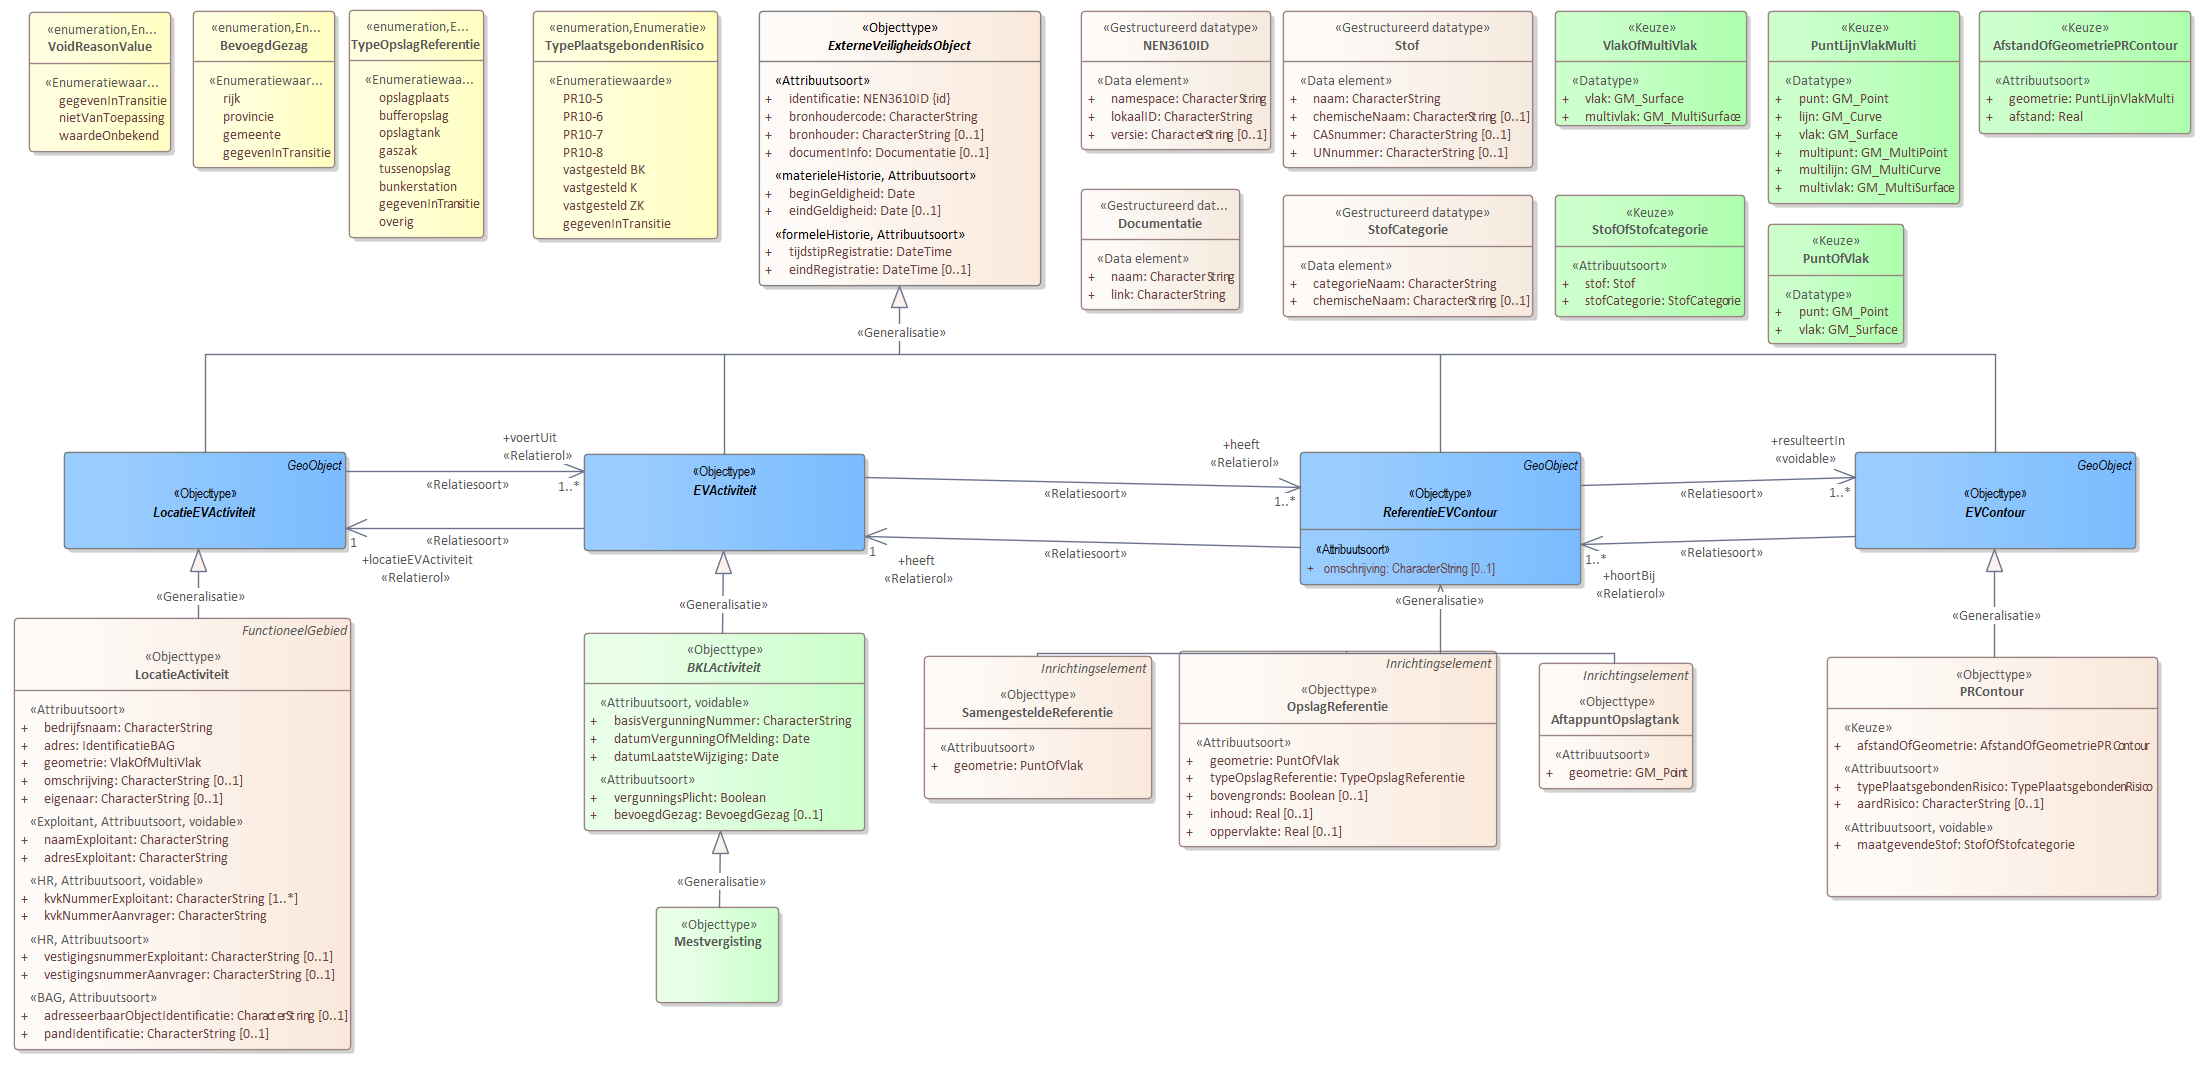 «enumeration,En...
VoidReasonValue
«Enumeratiewaar...
gegevenInTransitie
nietVanToepassing
waardeOnbekend
«enumeration,En...
BevoegdGezag
«Enumeratiewaar...
rijk
provincie
gemeente
gegevenInTransitie
«enumeration,E...
TypeOpslagReferentie
«Enumeratiewaa...
opslagplaats
bufferopslag
opslagtank
gaszak
tussenopslag
bunkerstation
gegevenInTransitie
overig
«enumeration,Enumeratie»
TypePlaatsgebondenRisico
«Enumeratiewaarde»
PR10-5
PR10-6
PR10-7
PR10-8
vastgesteld BK
vastgesteld K
vastgesteld ZK
gegevenInTransitie
«Objecttype»
ExterneVeiligheidsObject
«Attribuutsoort»
+ identificatie: NEN3610ID {id}
+ bronhoudercode: CharacterString
+ bronhouder: CharacterString [0..1]
+ documentInfo: Documentatie [0..1]
«materieleHistorie, Attribuutsoort»
+ beginGeldigheid: Date
+ eindGeldigheid: Date [0..1]
«formeleHistorie, Attribuutsoort»
+ tijdstipRegistratie: DateTime
+ eindRegistratie: DateTime [0..1]
«Gestructureerd datatype»
NEN3610ID
«Data element»
+ namespace: CharacterString
+ lokaalID: CharacterString
+ versie: CharacterString [0..1]
«Gestructureerd dat...
Documentatie
«Data element»
+ naam: CharacterString
+ link: CharacterString
«Gestructureerd datatype»
Stof
«Data element»
+ naam: CharacterString
+ chemischeNaam: CharacterString [0..1]
+ CASnummer: CharacterString [0..1]
+ UNnummer: CharacterString [0..1]
«Gestructureerd datatype»
StofCategorie
«Data element»
+ categorieNaam: CharacterString
+ chemischeNaam: CharacterString [0..1]
«Keuze»
VlakOfMultiVlak
«Datatype»
+ vlak: GM_Surface
+ multivlak: GM_MultiSurface
«Keuze»
StofOfStofcategorie
«Attribuutsoort»
+ stof: Stof
+ stofCategorie: StofCategorie
«Keuze»
PuntLijnVlakMulti
«Datatype»
+ punt: GM_Point
+ lijn: GM_Curve
+ vlak: GM_Surface
+ multipunt: GM_MultiPoint
+ multilijn: GM_MultiCurve
+ multivlak: GM_MultiSurface
«Keuze»
PuntOfVlak
«Datatype»
+ punt: GM_Point
+ vlak: GM_Surface
«Keuze»
AfstandOfGeometriePRContour
«Attribuutsoort»
+ geometrie: PuntLijnVlakMulti
+ afstand: Real
«Generalisatie»
GeoObject
«Objecttype»
LocatieEVActiviteit
+voertUit
«Relatierol»
«Relatiesoort»
1..*
«Relatiesoort»
1
+locatieEVActiviteit
«Relatierol»
«Objecttype»
EVActiviteit
+heeft
«Relatierol»
«Relatiesoort»
1..*
«Relatiesoort»
1
+heeft
«Relatierol»
GeoObject
«Objecttype»
ReferentieEVContour
«Attribuutsoort»
+ omschrijving: CharacterString [0..1]
+resulteertIn
«voidable»
«Relatiesoort»
1..*
«Relatiesoort»
1..*
+hoortBij
«Relatierol»
GeoObject
«Objecttype»
EVContour
«Generalisatie»
«Generalisatie»
«Generalisatie»
«Generalisatie»
FunctioneelGebied
«Objecttype»
LocatieActiviteit
«Attribuutsoort»
+ bedrijfsnaam: CharacterString
+ adres: IdentificatieBAG
+ geometrie: VlakOfMultiVlak
+ omschrijving: CharacterString [0..1]
+ eigenaar: CharacterString [0..1]
«Exploitant, Attribuutsoort, voidable»
+ naamExploitant: CharacterString
+ adresExploitant: CharacterString
«HR, Attribuutsoort, voidable»
+ kvkNummerExploitant: CharacterString [1..*]
+ kvkNummerAanvrager: CharacterString
«HR, Attribuutsoort»
+ vestigingsnummerExploitant: CharacterString [0..1]
+ vestigingsnummerAanvrager: CharacterString [0..1]
«BAG, Attribuutsoort»
+ adresseerbaarObjectIdentificatie: CharacterString [0..1]
+ pandIdentificatie: CharacterString [0..1]
«Objecttype»
BKLActiviteit
«Attribuutsoort, voidable»
+ basisVergunningNummer: CharacterString
+ datumVergunningOfMelding: Date
+ datumLaatsteWijziging: Date
«Attribuutsoort»
+ vergunningsPlicht: Boolean
+ bevoegdGezag: BevoegdGezag [0..1]
«Generalisatie»
«Objecttype»
Mestvergisting
Inrichtingselement
«Objecttype»
SamengesteldeReferentie
«Attribuutsoort»
+ geometrie: PuntOfVlak
Inrichtingselement
«Objecttype»
OpslagReferentie
«Attribuutsoort»
+ geometrie: PuntOfVlak
+ typeOpslagReferentie: TypeOpslagReferentie
+ bovengronds: Boolean [0..1]
+ inhoud: Real [0..1]
+ oppervlakte: Real [0..1]
Inrichtingselement
«Objecttype»
AftappuntOpslagtank
«Attribuutsoort»
+ geometrie: GM_Point
«Objecttype»
PRContour
«Keuze»
+ afstandOfGeometrie: AfstandOfGeometriePRContour
«Attribuutsoort»
+ typePlaatsgebondenRisico: TypePlaatsgebondenRisico
+ aardRisico: CharacterString [0..1]
«Attribuutsoort, voidable»
+ maatgevendeStof: StofOfStofcategorie